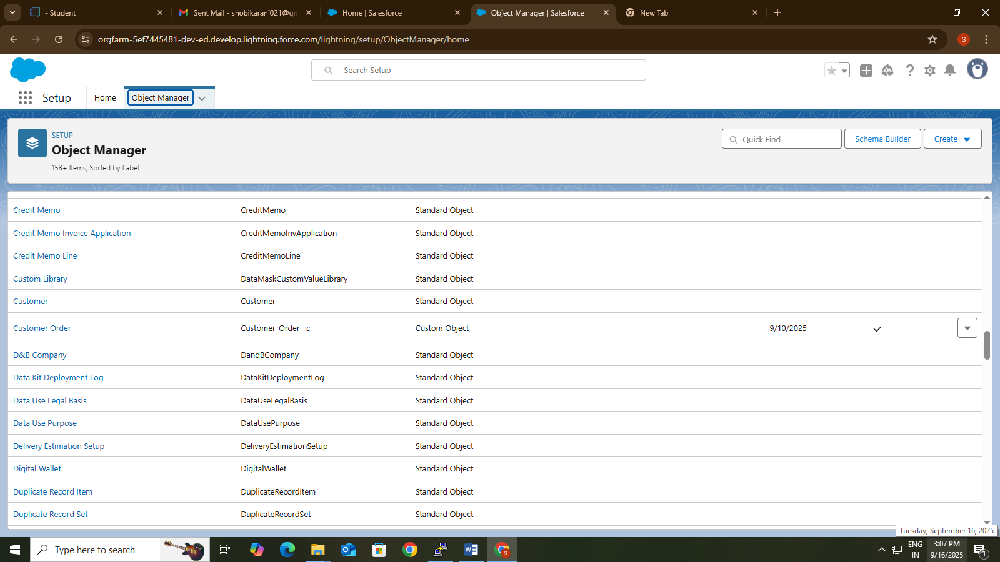 - Student
Sent Mail - shobikarani021@gm
Home | Salesforce
Object Manager | Salesforce
New Tab
orgfarm-5ef7445481-dev-ed.develop.lightning.force.com/lightning/setup/ObjectManager/home
S
Search Setup
Setup
Home
Object Manager
SETUP
Object Manager
158+ Items, Sorted by Label
Quick Find
Schema Builder
Create
Credit Memo CreditMemo Standard Object
Credit Memo Invoice Application CreditMemoInvApplication Standard Object
Credit Memo Line CreditMemoLine Standard Object
Custom Library DataMaskCustomValueLibrary Standard Object
Customer Customer Standard Object
Customer Order Customer_Order__c Custom Object 9/10/2025
D&B Company DandBCompany Standard Object
Data Kit Deployment Log DataKitDeploymentLog Standard Object
Data Use Legal Basis DataUseLegalBasis Standard Object
Data Use Purpose DataUsePurpose Standard Object
Delivery Estimation Setup DeliveryEstimationSetup Standard Object
Digital Wallet DigitalWallet Standard Object
Duplicate Record Item DuplicateRecordItem Standard Object
Duplicate Record Set DuplicateRecordSet Standard Object
Tuesday, September 16, 2025
Type here to search
ENG
IN
3:07 PM
9/16/2025
1